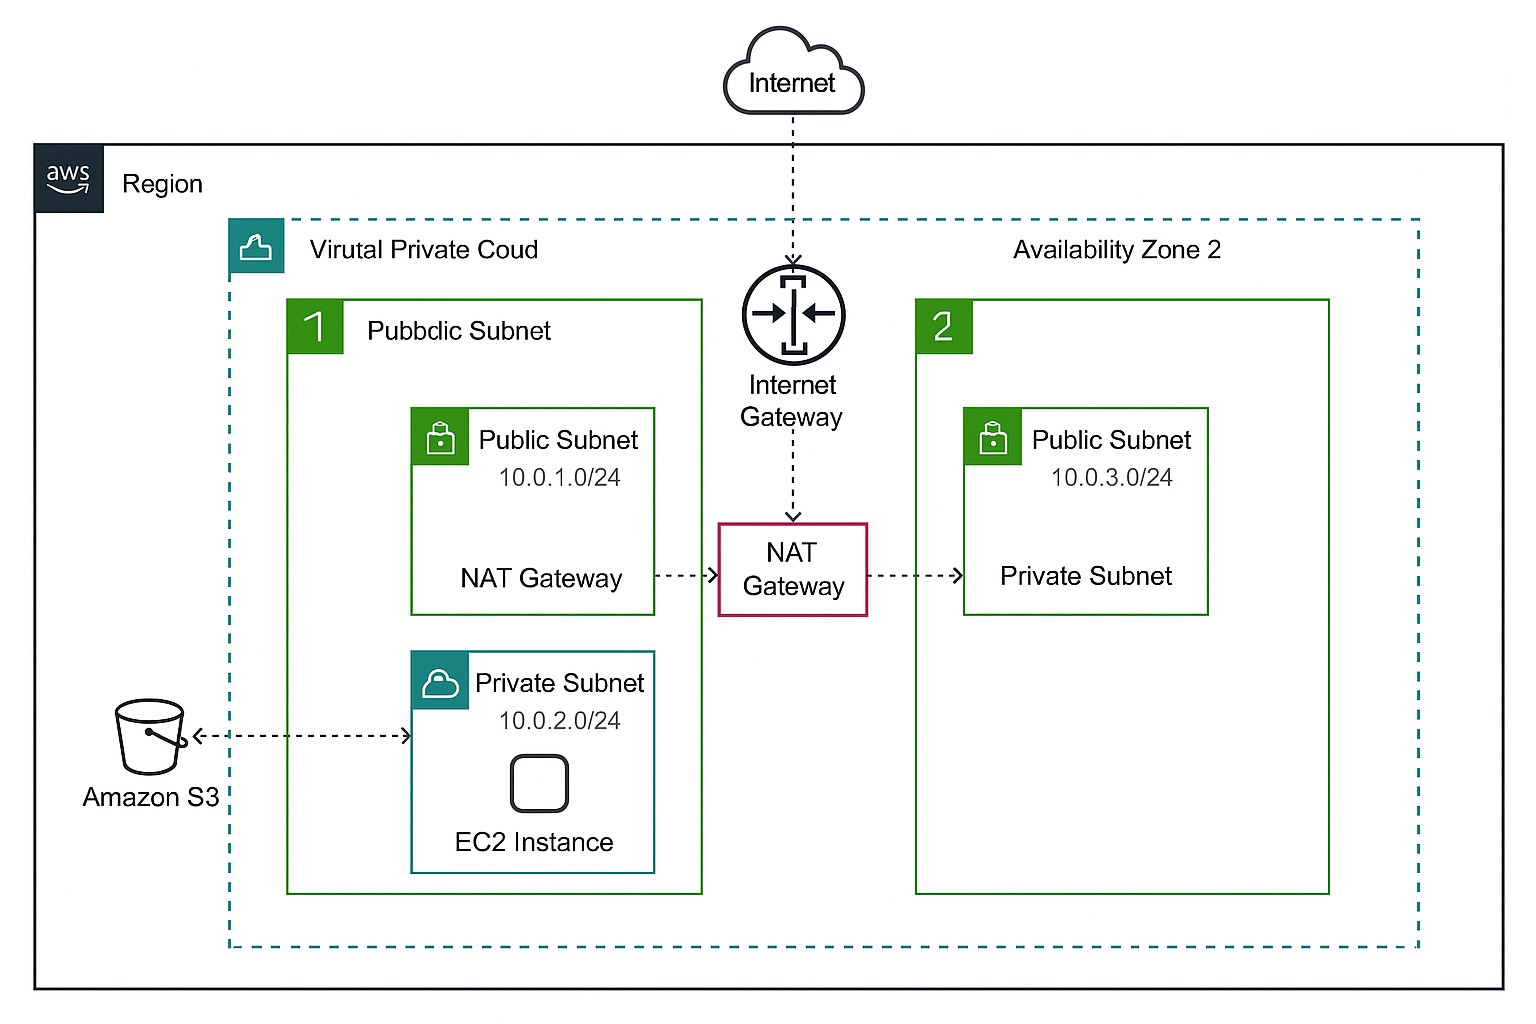 Internet
aws
Region
Virutal Private Coud
Availability Zone 2
1
Pubbdic Subnet
2
Internet
Gateway
Public Subnet
10.0.1.0/24
NAT Gateway
NAT
Gateway
Public Subnet
10.0.3.0/24
Private Subnet
Private Subnet
10.0.2.0/24
EC2 Instance
Amazon S3